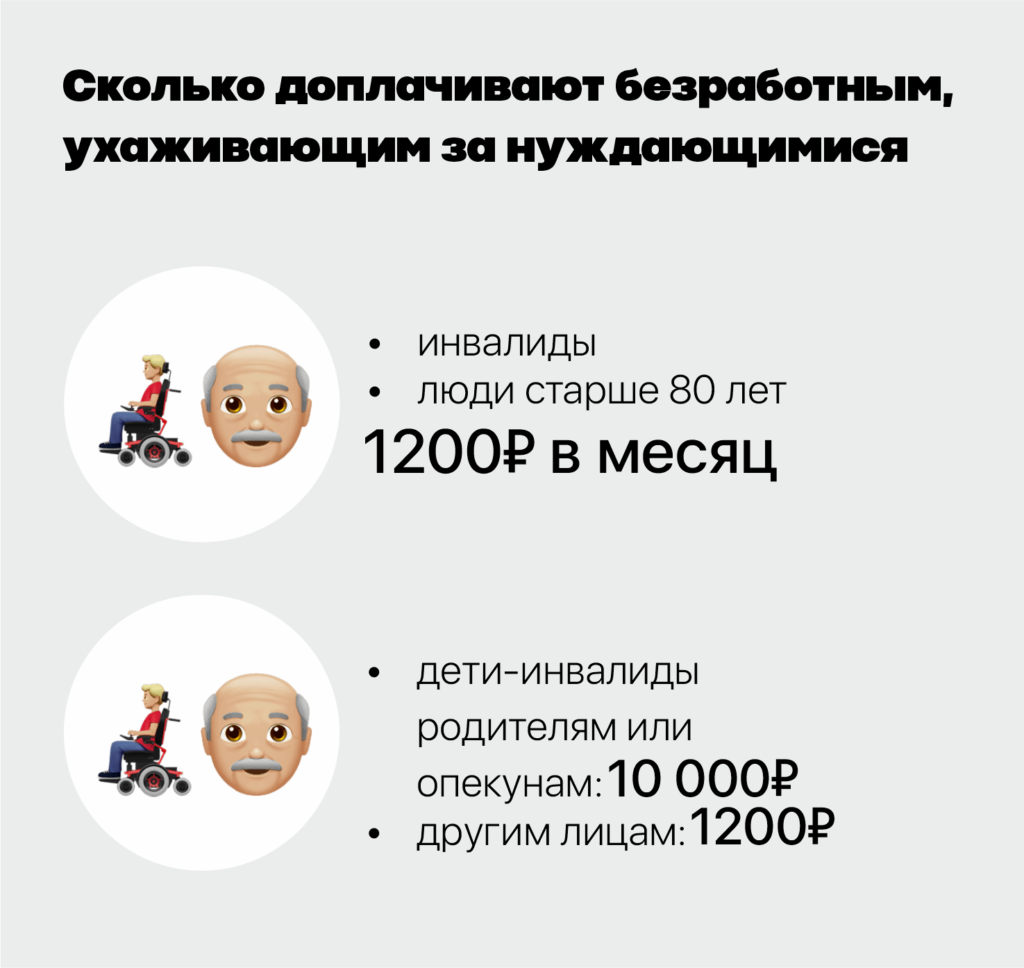 Сколько доплачивают безработным,
ухаживающим за нуждающимися
• инвалиды
• люди старше 80 лет
1200₽ в месяц
• дети-инвалиды
родителям или
опекунам: 10 000₽
• другим лицам: 1200₽